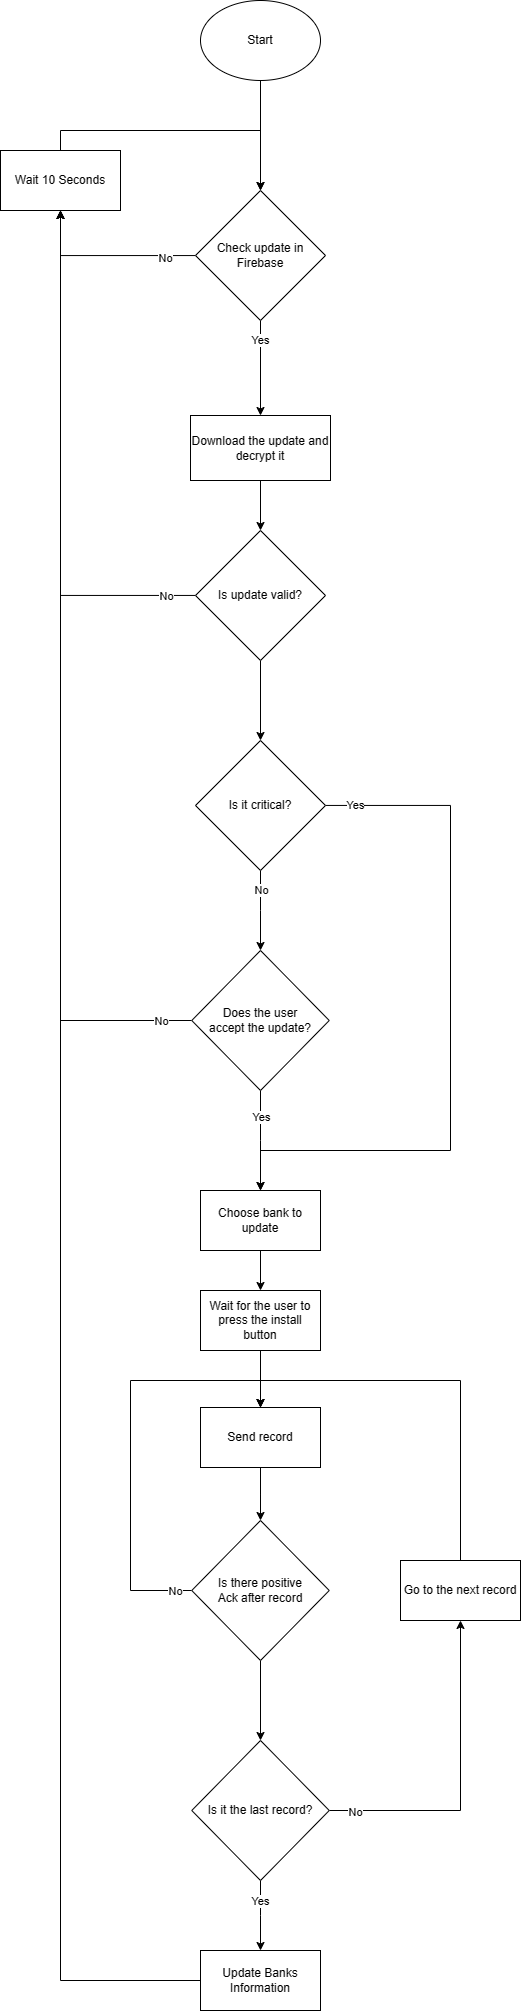 Start
Wait 10 Seconds
Check update in
Firebase
No
Yes
Download the update and
decrypt it
Is update valid?
No
Is it critical?
Yes
No
Does the user
accept the update?
No
Yes
Choose bank to
update
Wait for the user to
press the install
button
Send record
Is there positive
Ack after record
No
Go to the next record
Is it the last record?
No
Yes
Update Banks
Information